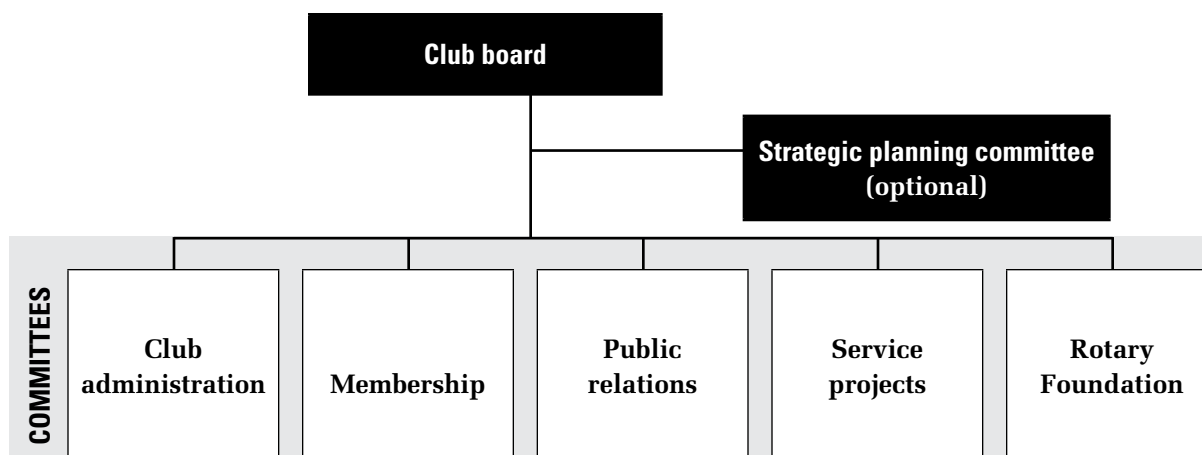 Club board
Strategic planning committee
(optional)
COMMITTEES
Club
administration
Membership
Public
relations
Service
projects
Rotary
Foundation